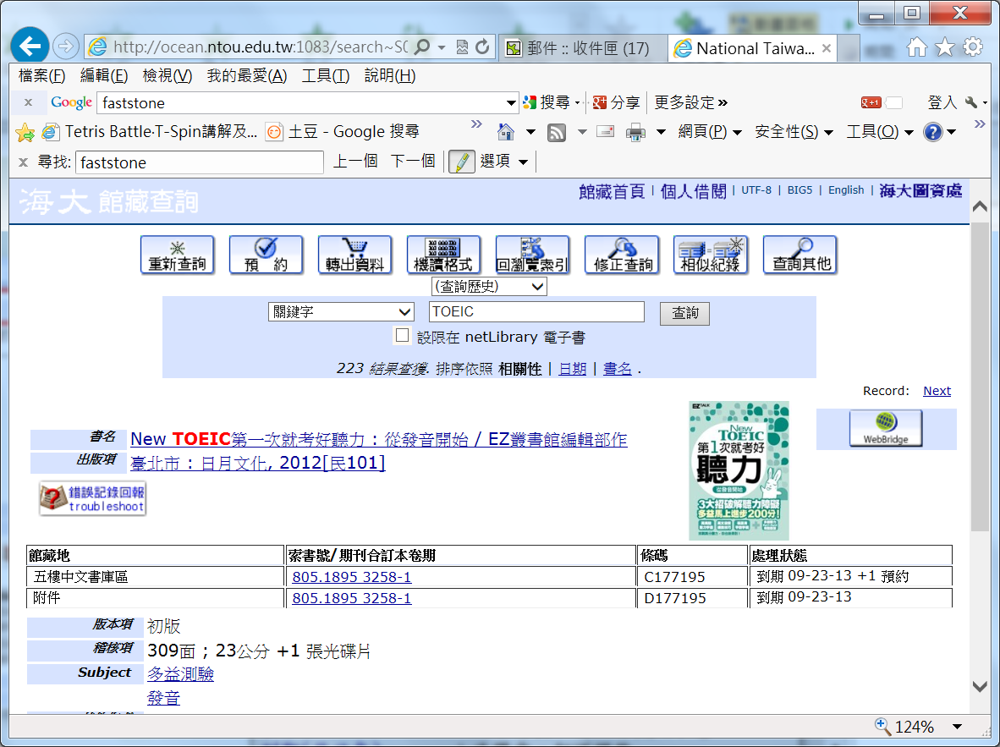 http://ocean.ntou.edu.tw:1083/search~S0
郵件 :: 收件匣 (17)
National Taiwa...
檔案(F) 編輯(E) 檢視(V) 我的最愛(A) 工具(T) 說明(H)
x Google faststone 搜尋 分享 更多設定 » +1 登入
Tetris Battle·T-Spin講解及... 土豆 - Google 搜尋 » 網頁(P) 安全性(S) 工具(O) »
x 尋找: faststone 上一個 下一個 選項
海大 館藏查詢
館藏首頁 | 個人借閱 | UTF-8 | BIG5 | English | 海大圖資處
重新查詢 預 約 轉出資料 機讀格式 回瀏覽索引 修正查詢 相似紀錄 查詢其他
(查詢歷史)
關鍵字 TOEIC 查詢
設限在 netLibrary 電子書
223 結果查獲. 排序依照 相關性 | 日期 | 書名 .
Record: Next
WebBridge
書名 New TOEIC第一次就考好聽力 : 從發音開始 / EZ叢書館編輯部作
出版項 臺北市 : 日月文化, 2012[民101]
錯誤記錄回報
troubleshoot
EZ TALK
New
TOEIC
第1次就考好
聽力
從發音開始
3大招破解聽力障礙
多益馬上進步200分!
館藏地 索書號/期刊合訂本卷期 條碼 處理狀態
五樓中文書庫區 805.1895 3258-1 C177195 到期 09-23-13 +1 預約
附件 805.1895 3258-1 D177195 到期 09-23-13
版本項 初版
稽核項 309面 ; 23公分 +1 張光碟片
Subject 多益測驗
發音
124%